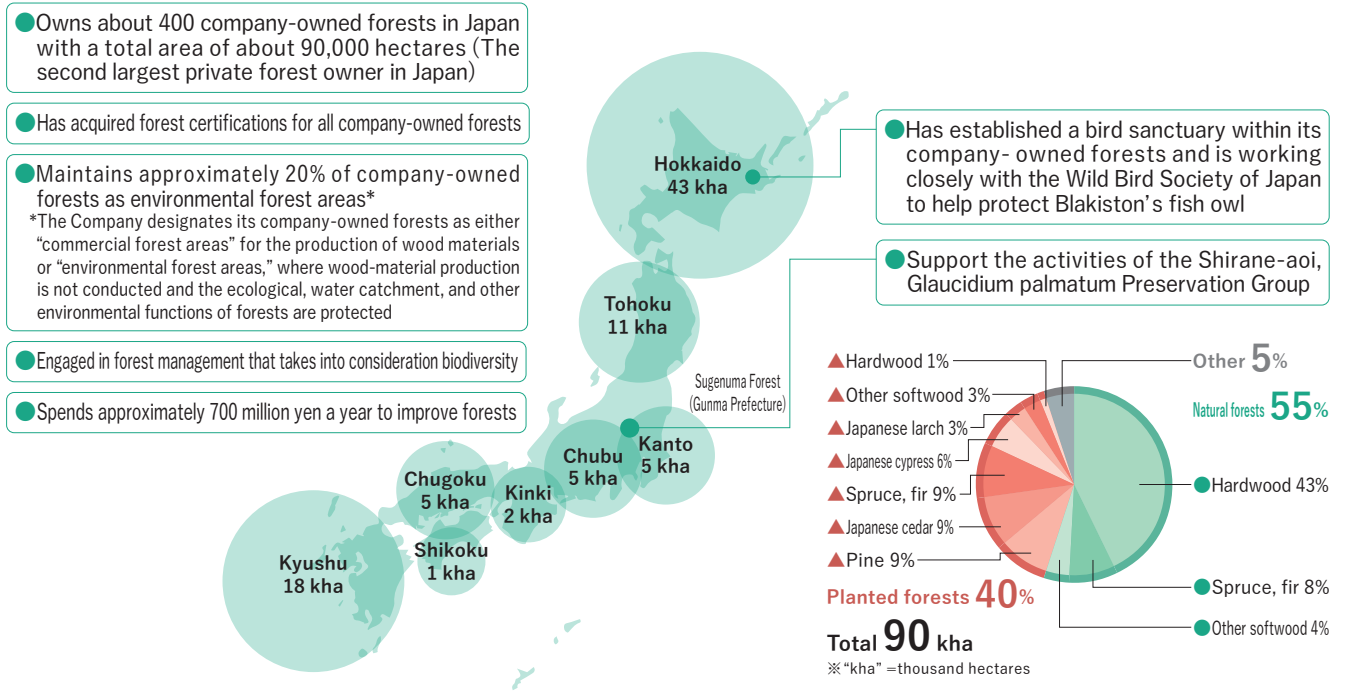 ●Owns about 400 company-owned forests in Japan
with a total area of about 90,000 hectares (The
second largest private forest owner in Japan)
●Has acquired forest certifications for all company-owned forests
●Maintains approximately 20% of company-owned
forests as environmental forest areas*
*The Company designates its company-owned forests as either
“commercial forest areas” for the production of wood materials
or “environmental forest areas,” where wood-material production
is not conducted and the ecological, water catchment, and other
environmental functions of forests are protected
●Engaged in forest management that takes into consideration biodiversity
●Spends approximately 700 million yen a year to improve forests
Hokkaido
43 kha
Tohoku
11 kha
Sugenuma Forest
(Gunma Prefecture)
Kanto
5 kha
Chubu
5 kha
Kinki
2 kha
Chugoku
5 kha
Shikoku
1 kha
Kyushu
18 kha
●Has established a bird sanctuary within its
company- owned forests and is working
closely with the Wild Bird Society of Japan
to help protect Blakiston’s fish owl
●Support the activities of the Shirane-aoi,
Glaucidium palmatum Preservation Group
▲Hardwood 1%
▲Other softwood 3%
▲Japanese larch 3%
▲Japanese cypress 6%
▲Spruce, fir 9%
▲Japanese cedar 9%
▲Pine 9%
Planted forests 40%
Other 5%
Natural forests 55%
●Hardwood 43%
●Spruce, fir 8%
●Other softwood 4%
Total 90 kha
※“kha” =thousand hectares